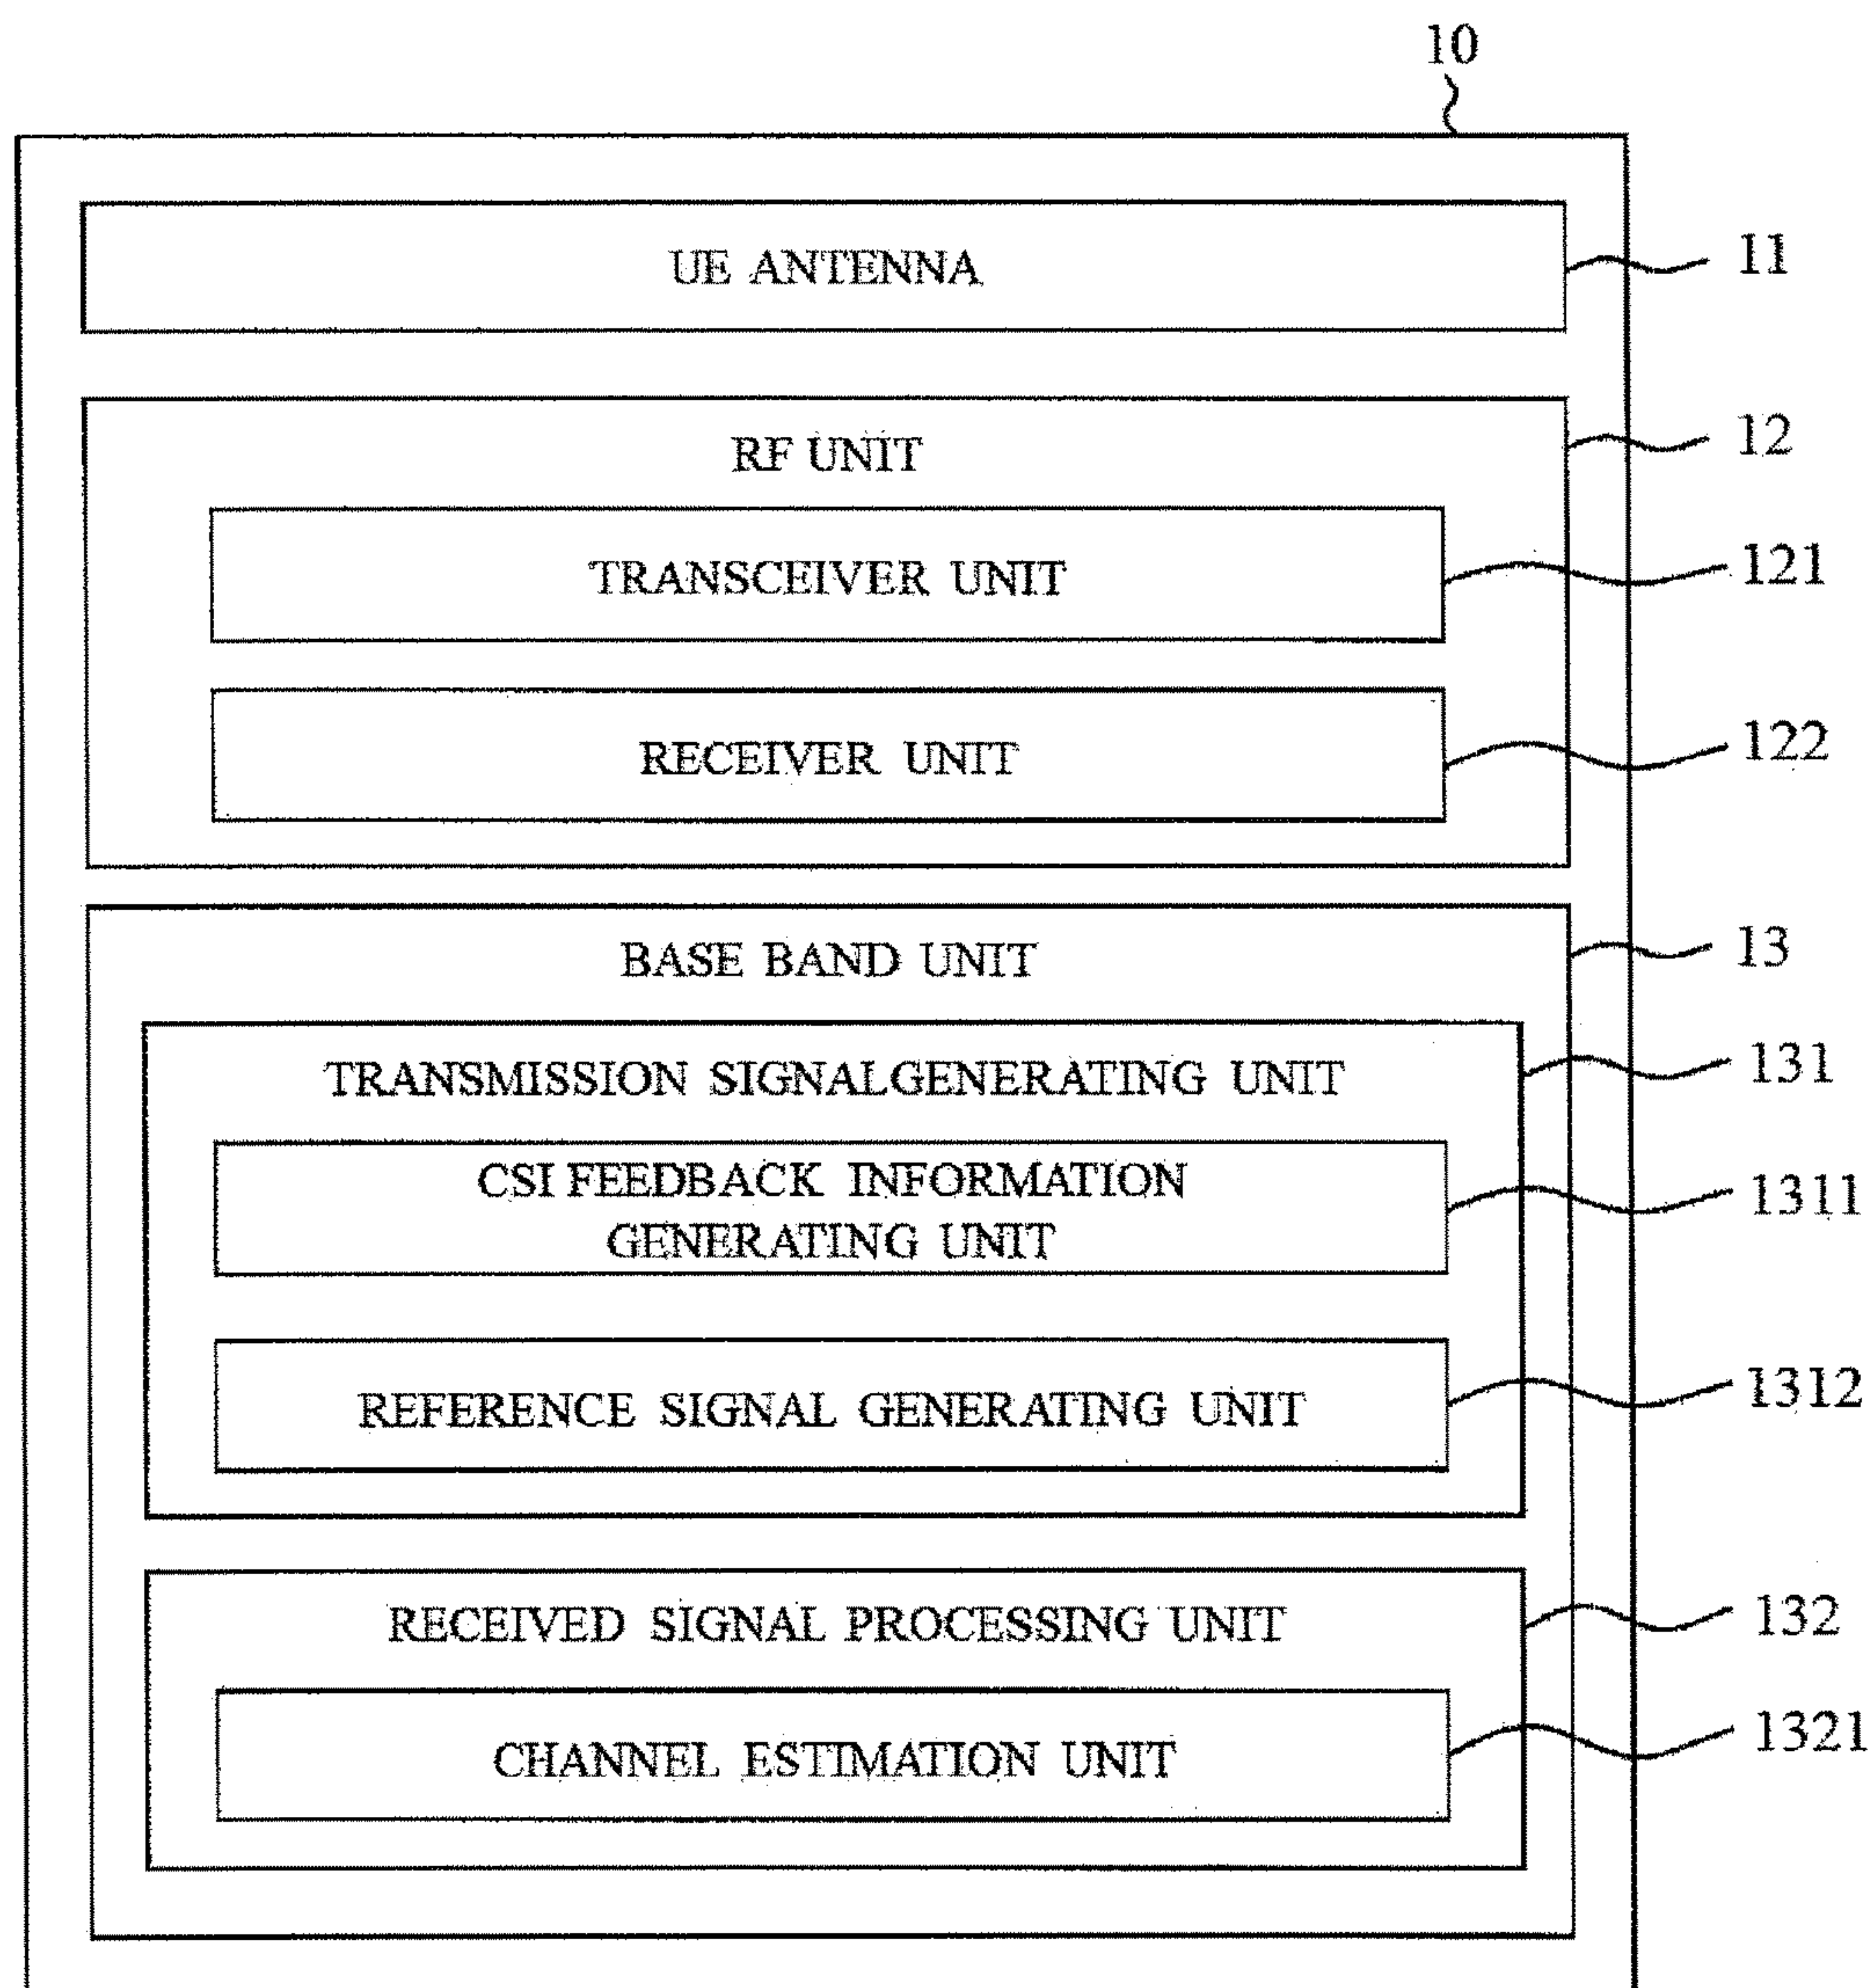 10
UE ANTENNA
11
RF UNIT
12
TRANSCEIVER UNIT
121
RECEIVER UNIT
122
BASE BAND UNIT
13
TRANSMISSION SIGNALGENERATING UNIT
131
CSI FEEDBACK INFORMATION
GENERATING UNIT
1311
REFERENCE SIGNAL GENERATING UNIT
1312
RECEIVED SIGNAL PROCESSING UNIT
132
CHANNEL ESTIMATION UNIT
1321